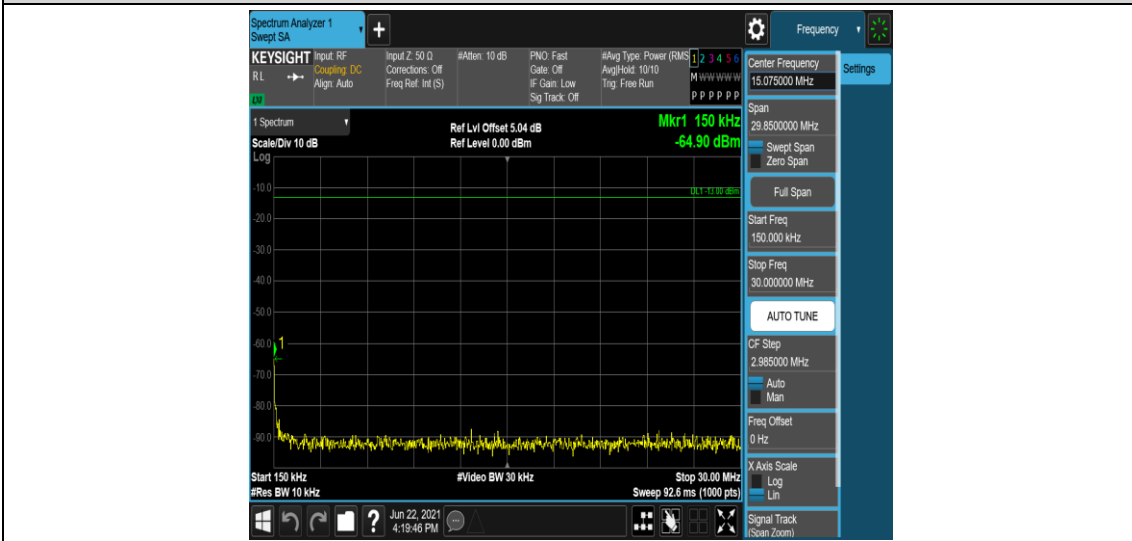 Spectrum Analyzer 1
Swept SA
+
Frequency
KEYSIGHT
RL
Input: RF
Coupling: DC
Align: Auto
Input Z: 50 Ω
Corrections: Off
Freq Ref: Int (S)
#Atten: 10 dB
PNO: Fast
Gate: Off
IF Gain: Low
Sig Track: Off
#Avg Type: Power (RMS
Avg|Hold: 10/10
Trig: Free Run
1 2 3 4 5 6
M W W W W W
P P P P P P
Settings
1 Spectrum
Scale/Div 10 dB
Log
Ref Lvl Offset 5.04 dB
Ref Level 0.00 dBm
Mkr1 150 kHz
-64.90 dBm
DL1 -13.00 dBm
-10.0
-20.0
-30.0
-40.0
-50.0
-60.0
-70.0
-80.0
-90.0
1
Start 150 kHz
#Res BW 10 kHz
#Video BW 30 kHz
Stop 30.00 MHz
Sweep 92.6 ms (1000 pts)
Center Frequency
15.075000 MHz
Span
29.8500000 MHz
Swept Span
Zero Span
Full Span
Start Freq
150.000 kHz
Stop Freq
30.000000 MHz
AUTO TUNE
CF Step
2.985000 MHz
Auto
Man
Freq Offset
0 Hz
X Axis Scale
Log
Lin
Signal Track
(Span Zoom)
?
Jun 22, 2021
4:19:46 PM